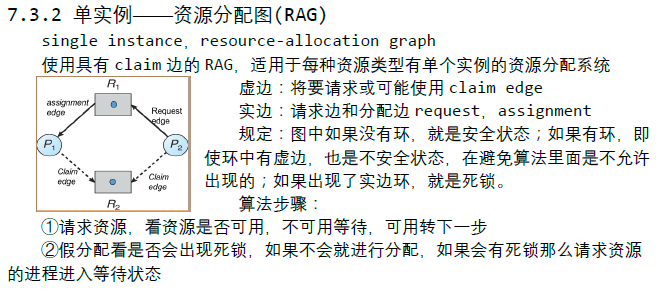 7.3.2 单实例——资源分配图(RAG)
single instance，resource-allocation graph
使用具有 claim 边的 RAG，适用于每种资源类型有单个实例的资源分配系统
虚边：将要请求或可能使用 claim edge
实边：请求边和分配边 request，assignment
规定：图中如果没有环，就是安全状态；如果有环，即
使环中有虚边，也是不安全状态，在避免算法里面是不允许
出现的；如果出现了实边环，就是死锁。
算法步骤：
R1
assignment
edge
Request
edge
P1
P2
Claim
edge
Claim
edge
R2
①请求资源，看资源是否可用，不可用等待，可用转下一步
②假分配看是否会出现死锁，如果不会就进行分配，如果会有死锁那么请求资源
的进程进入等待状态